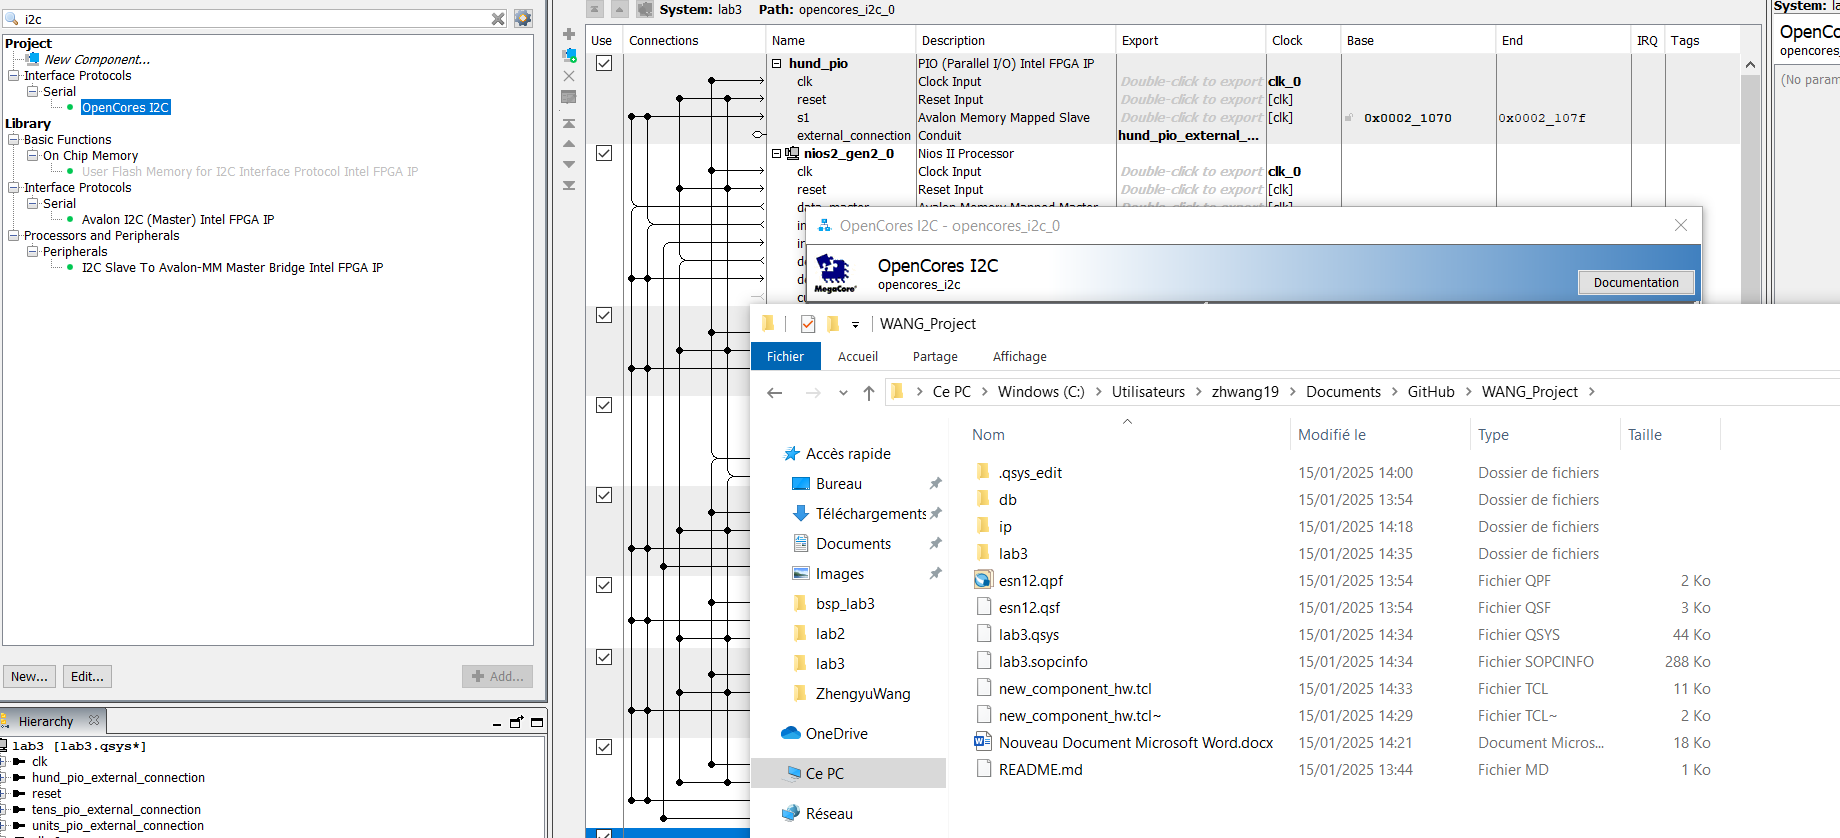 i2c
Project
New Component...
Interface Protocols
Serial
OpenCores I2C
Library
Basic Functions
On Chip Memory
User Flash Memory for I2C Interface Protocol Intel FPGA IP
Interface Protocols
Serial
Avalon I2C (Master) Intel FPGA IP
Processors and Peripherals
Peripherals
I2C Slave To Avalon-MM Master Bridge Intel FPGA IP
New... Edit... Add...
Hierarchy
lab3 [lab3.qsys*]
clk
hund_pio_external_connection
reset
tens_pio_external_connection
units_pio_external_connection
System: lab3 Path: opencores_i2c_0
Use Connections Name Description Export Clock Base End IRQ Tags
hund_pio PIO (Parallel I/O) Intel FPGA IP
clk Clock Input Double-click to export clk_0
reset Reset Input Double-click to export [clk]
s1 Avalon Memory Mapped Slave Double-click to export [clk] 0x0002_1070 0x0002_107f
external_connection Conduit hund_pio_external_...
nios2_gen2_0 Nios II Processor
clk Clock Input Double-click to export clk_0
reset Reset Input Double-click to export [clk]
data_master Avalon Memory Mapped Master Double-click to export [clk]
System:
OpenCo
opencores_
(No param
OpenCores I2C - opencores_i2c_0
MegaCore
OpenCores I2C
opencores_i2c
Documentation
WANG_Project
Fichier Accueil Partage Affichage
Ce PC Windows (C:) Utilisateurs zhwang19 Documents GitHub WANG_Project
Accès rapide
Bureau
Téléchargements
Documents
Images
bsp_lab3
lab2
lab3
ZhengyuWang
OneDrive
Ce PC
Réseau
Nom Modifié le Type Taille
.qsys_edit 15/01/2025 14:00 Dossier de fichiers
db 15/01/2025 13:54 Dossier de fichiers
ip 15/01/2025 14:18 Dossier de fichiers
lab3 15/01/2025 14:35 Dossier de fichiers
esn12.qpf 15/01/2025 13:54 Fichier QPF 2 Ko
esn12.qsf 15/01/2025 13:54 Fichier QSF 3 Ko
lab3.qsys 15/01/2025 14:34 Fichier QSYS 44 Ko
lab3.sopcinfo 15/01/2025 14:34 Fichier SOPCINFO 288 Ko
new_component_hw.tcl 15/01/2025 14:33 Fichier TCL 11 Ko
new_component_hw.tcl~ 15/01/2025 14:29 Fichier TCL~ 2 Ko
Nouveau Document Microsoft Word.docx 15/01/2025 14:21 Document Micros... 18 Ko
README.md 15/01/2025 13:44 Fichier MD 1 Ko